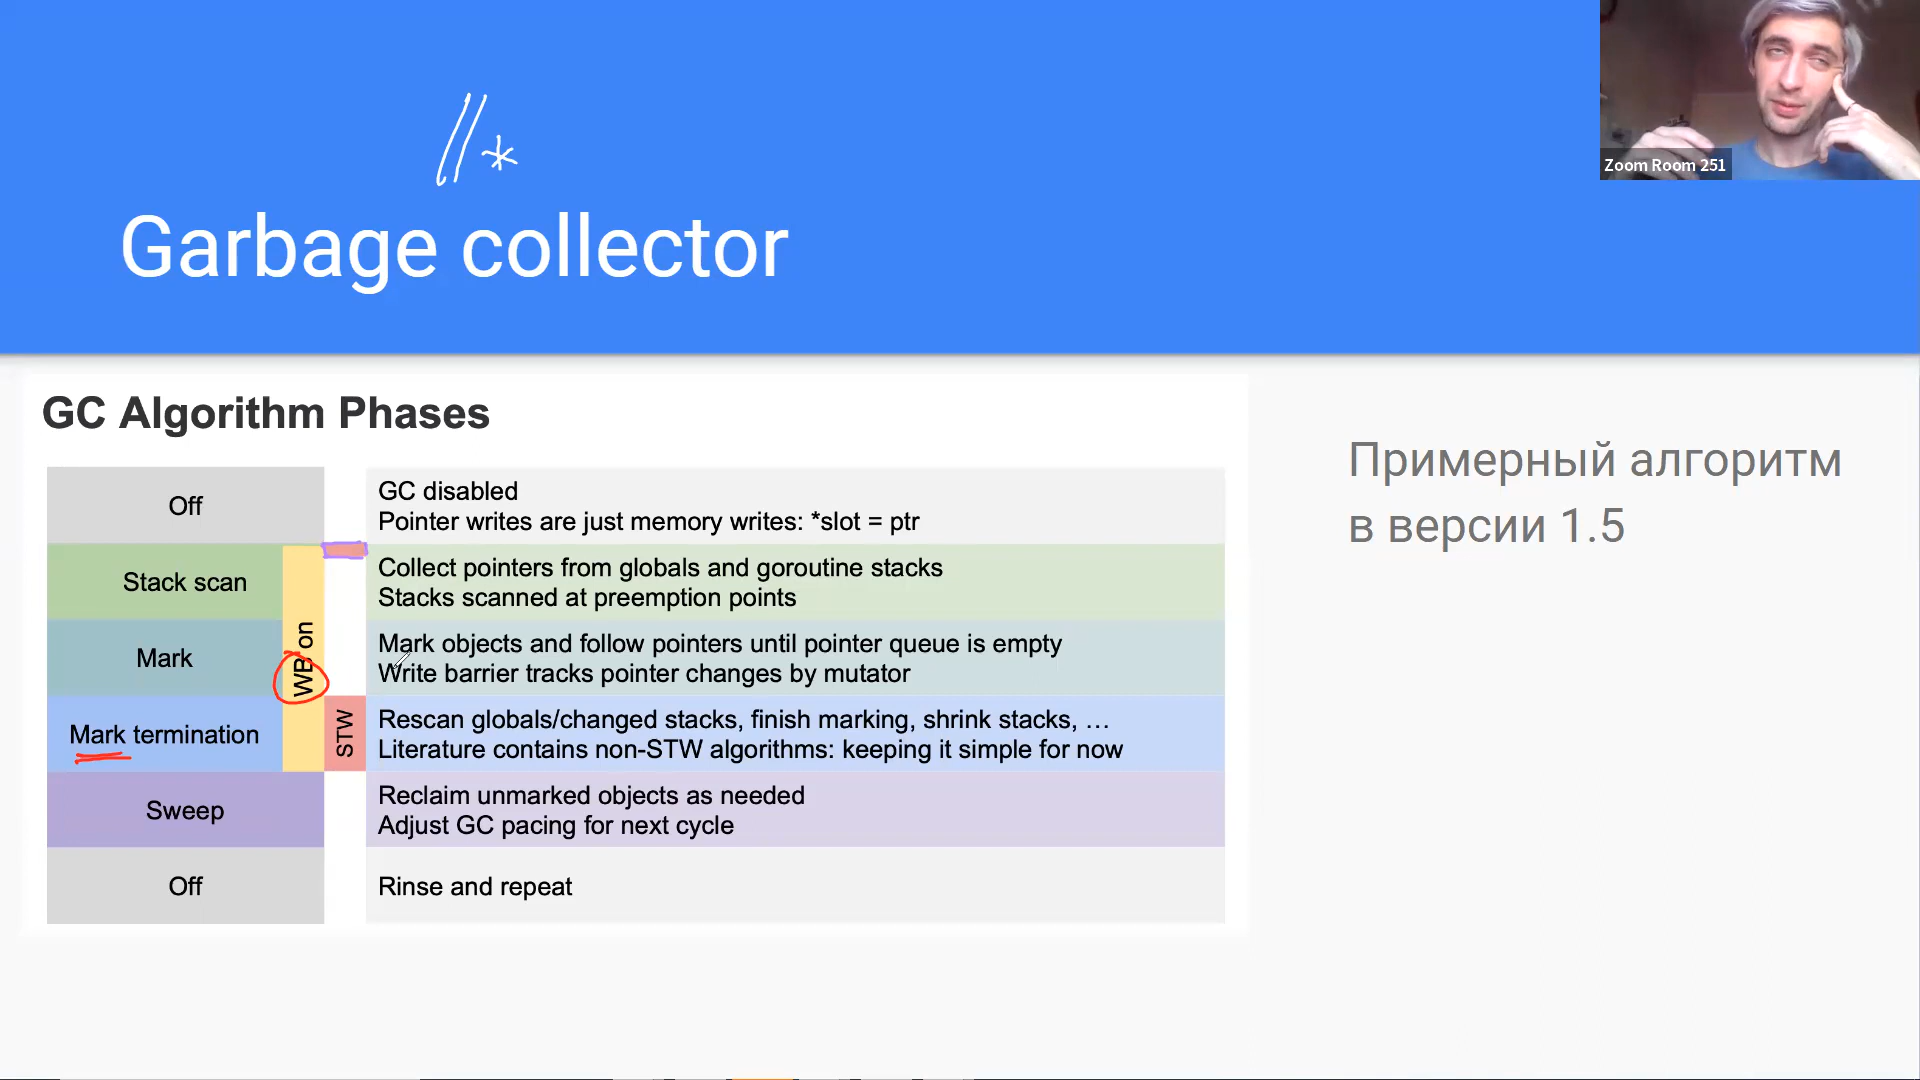 //*
Zoom Room 251
Garbage collector
GC Algorithm Phases
Примерный алгоритм
в версии 1.5
Off
GC disabled
Pointer writes are just memory writes: *slot = ptr
Stack scan
Collect pointers from globals and goroutine stacks
Stacks scanned at preemption points
WB on
Mark
Mark objects and follow pointers until pointer queue is empty
Write barrier tracks pointer changes by mutator
Mark termination
STW
Rescan globals/changed stacks, finish marking, shrink stacks, …
Literature contains non-STW algorithms: keeping it simple for now
Sweep
Reclaim unmarked objects as needed
Adjust GC pacing for next cycle
Off
Rinse and repeat